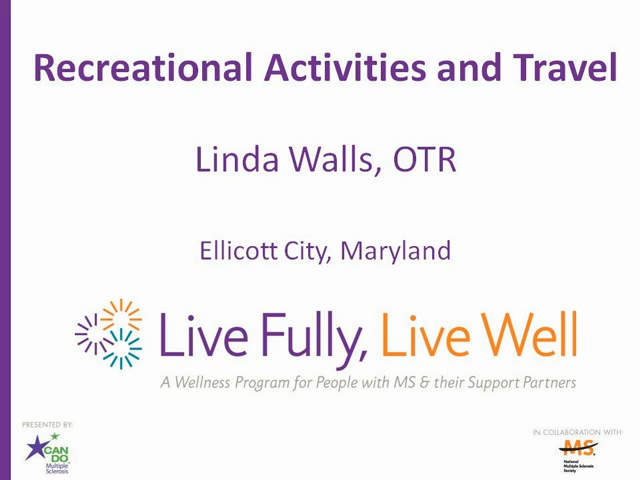 Recreational Activities and Travel
Linda Walls, OTR
Ellicott City, Maryland
Live Fully, Live Well
A Wellness Program for People with MS & their Support Partners
PRESENTED BY:
CAN
DO
Multiple
Sclerosis
IN COLLABORATION WITH:
MS
National
Multiple Sclerosis
Society